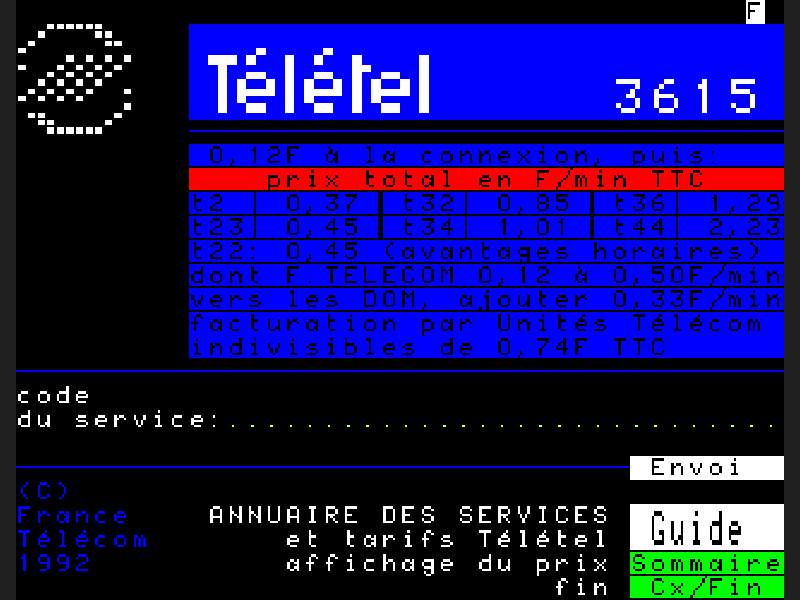 F
Télétel 3615
0,12F à la connexion, puis:
prix total en F/min TTC
t2 0,37 t32 0,85 t36 1,29
t23 0,45 t34 1,01 t44 2,23
t22: 0,45 (avantages horaires)
dont F.TELECOM 0,12 à 0,50F/min
vers les DOM, ajouter 0,33F/min
facturation par Unités Télécom
indivisibles de 0,74F TTC
code
du service:.............................
Envoi
(C)
France
Télécom
1992
ANNUAIRE DES SERVICES
et tarifs Télétel
affichage du prix
fin
Guide
Sommaire
Cx/Fin